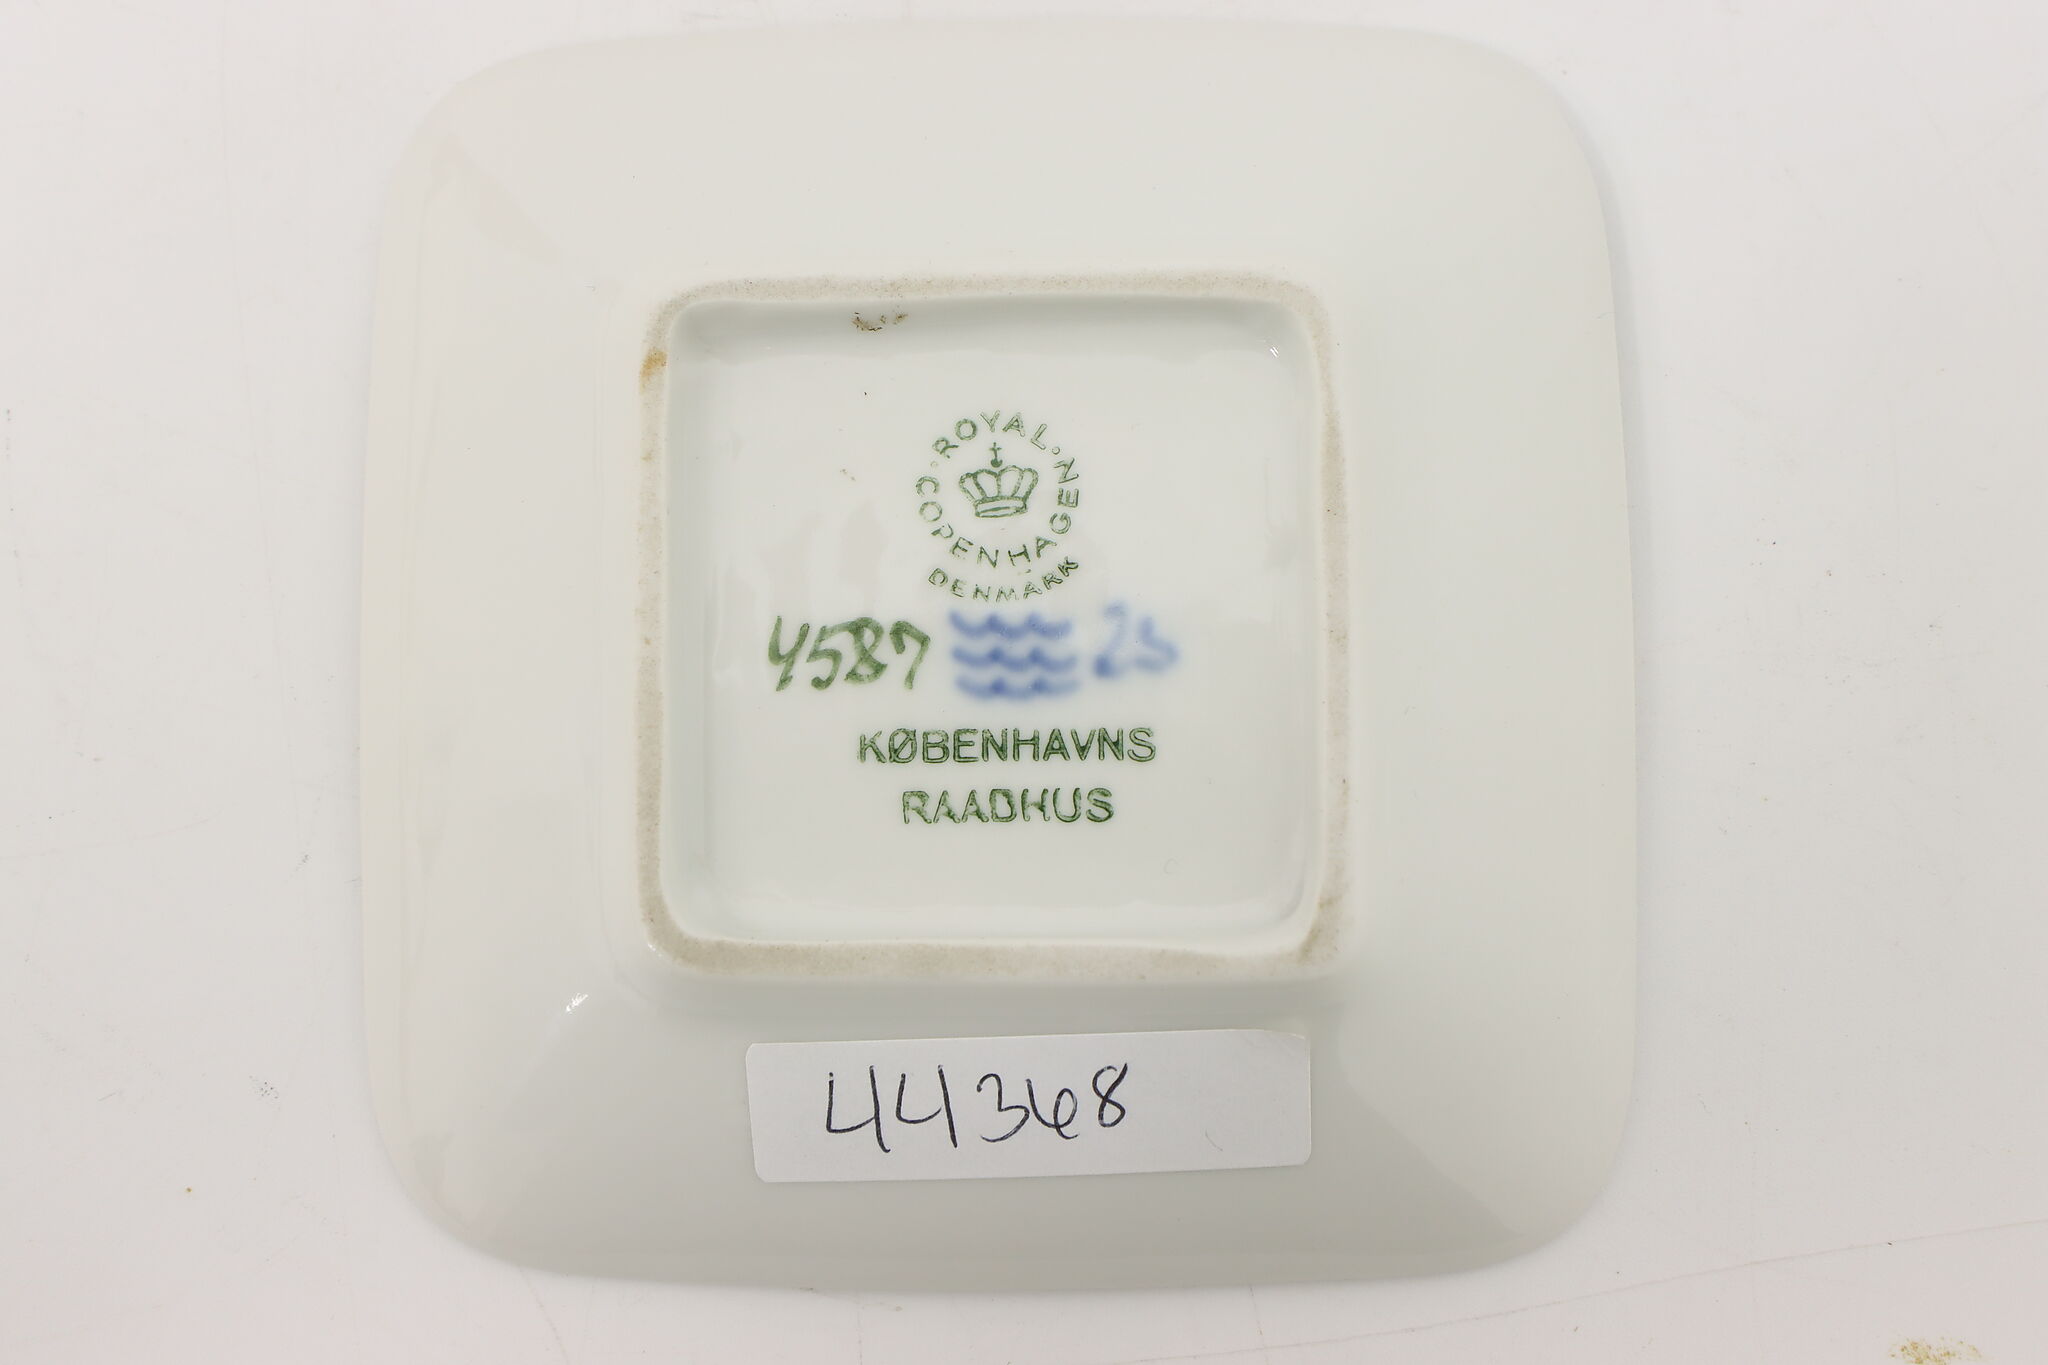 ROYAL
COPENHAGEN
DENMARK
4587
KØBENHAVNS
RAADHUS
44368